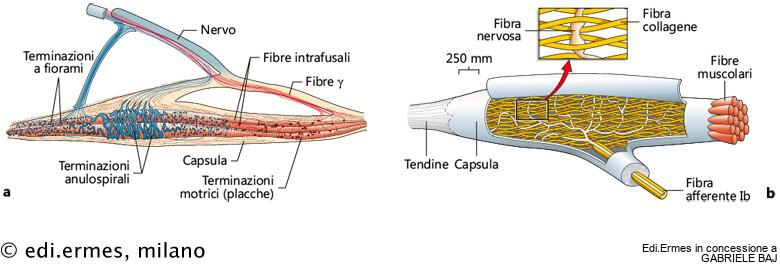 Nervo
Terminazioni
a fiorami
Fibre intrafusali
Fibre γ
Terminazioni
anulospirali
Capsula
Terminazioni
motrici (placche)
a
Fibra
nervosa
Fibra
collagene
250 mm
Fibre
muscolari
Tendine
Capsula
Fibra
afferente Ib
b
© edi.ermes, milano
Edi.Ermes in concessione a
GABRIELE BAJ